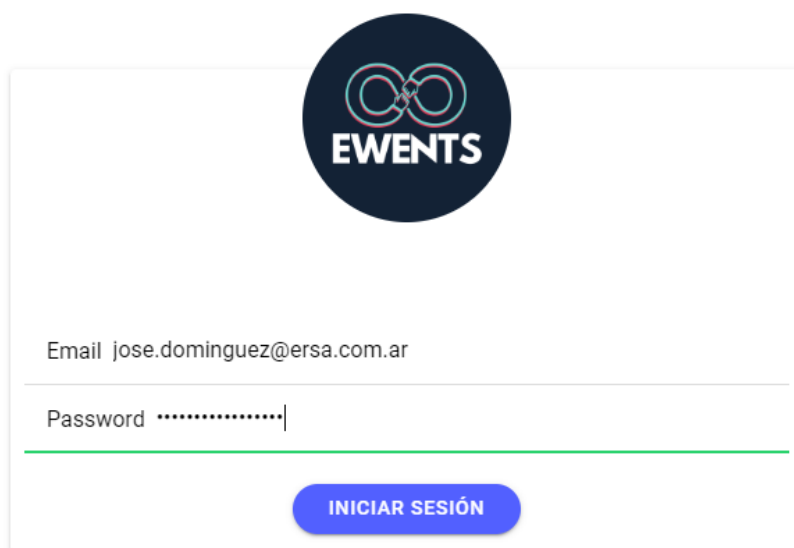 EWENTS
Email jose.dominguez@ersa.com.ar
Password •••••••••••••••••
INICIAR SESIÓN